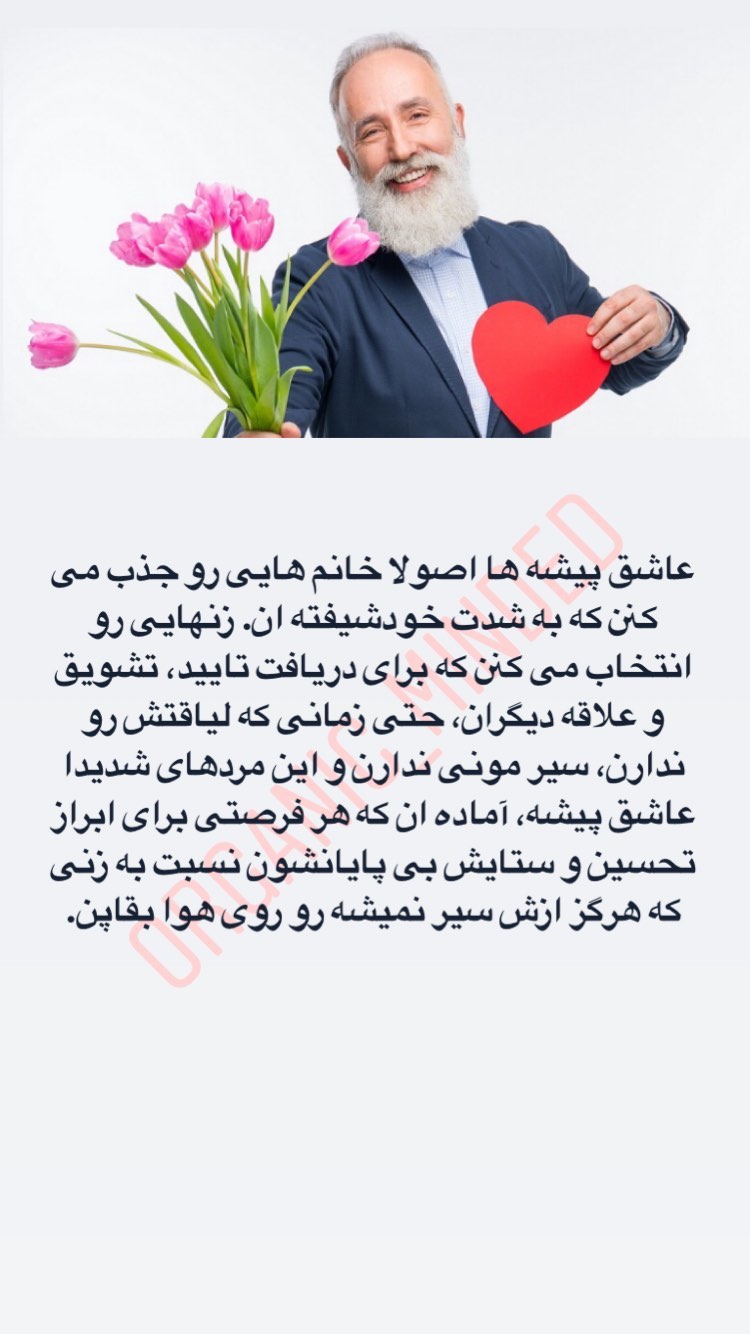 عاشق پیشه ها اصولا خانم هایی رو جذب می
کنن که به شدت خودشیفته ان. زنهایی رو
انتخاب می کنن که برای دریافت تایید، تشویق
و علاقه دیگران، حتی زمانی که لیاقتش رو
ندارن، سیر مونی ندارن و این مردهای شدیدا
عاشق پیشه، آماده ان که هر فرصتی برای ابراز
تحسین و ستایش بی پایانشون نسبت به زنی
که هرگز ازش سیر نمیشه رو روی هوا بقاپن.
ORGANIC_MINDED